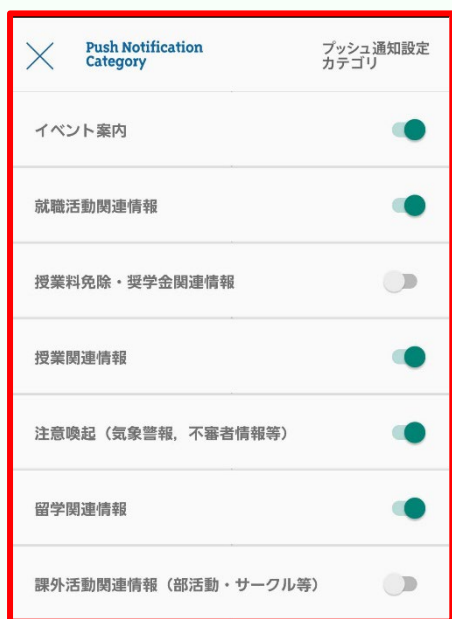 Push Notification
Category
プッシュ通知設定
カテゴリ
イベント案内
就職活動関連情報
授業料免除・奨学金関連情報
授業関連情報
注意喚起（気象警報，不審者情報等）
留学関連情報
課外活動関連情報（部活動・サークル等）